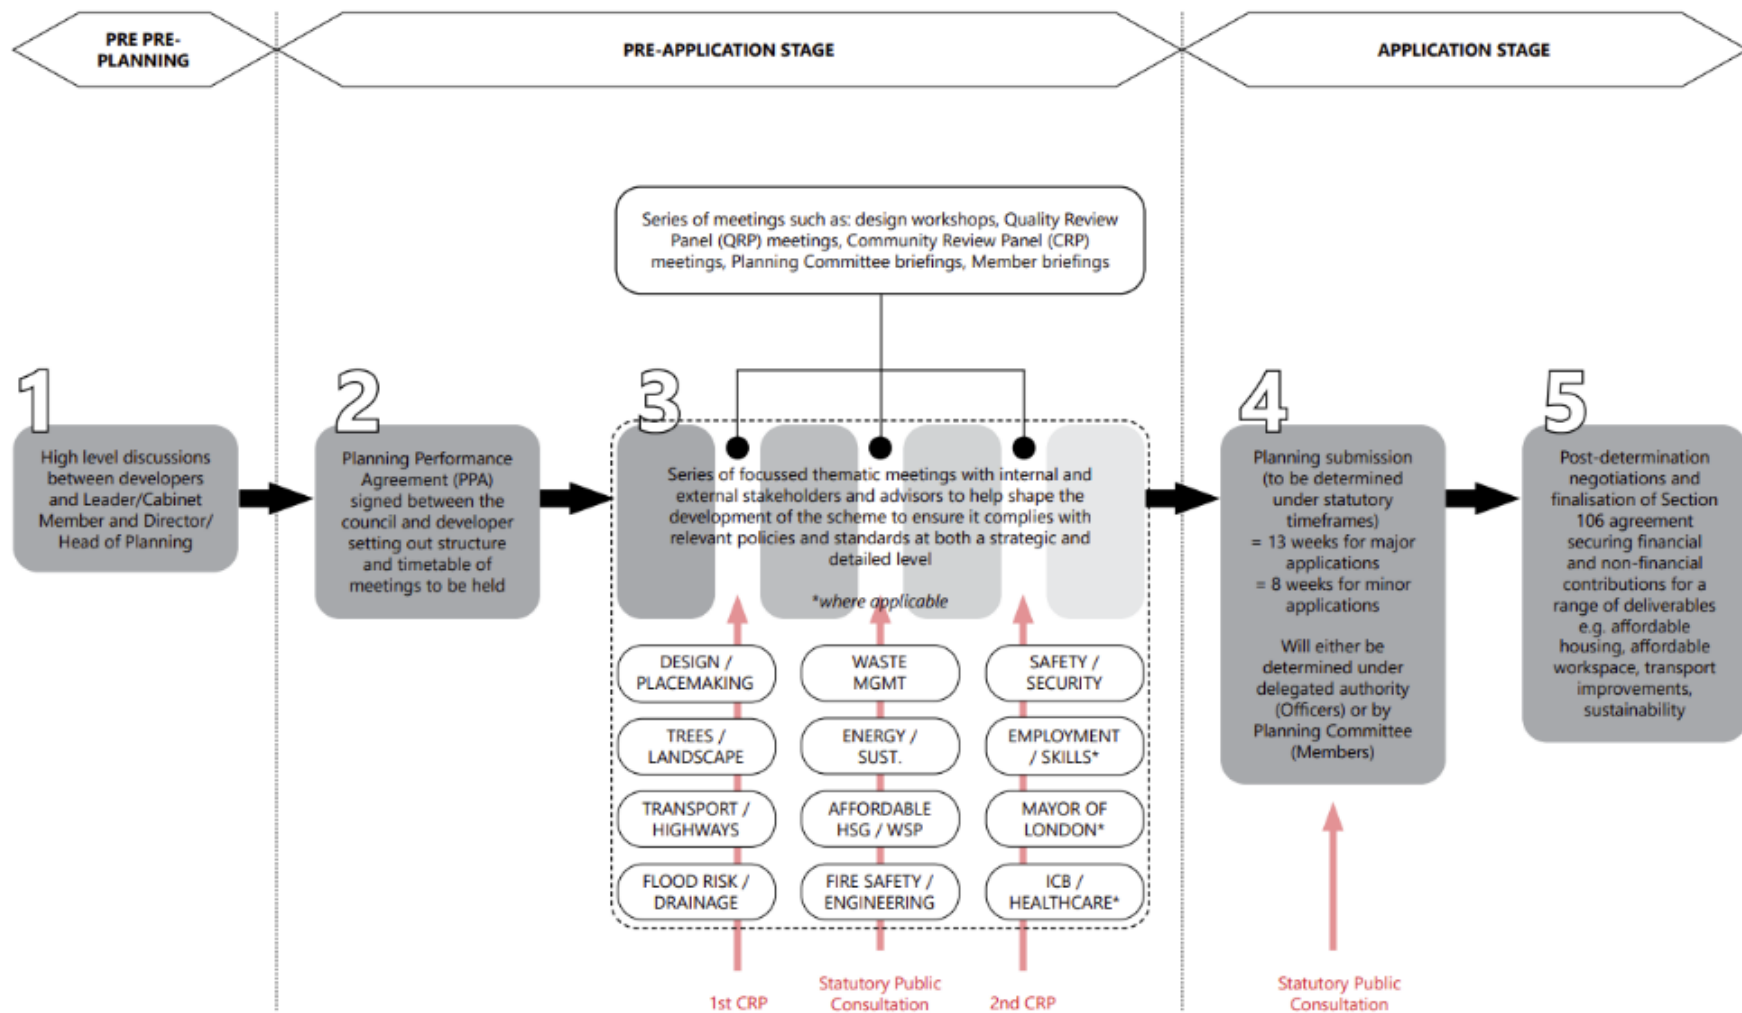 PRE PRE-
PLANNING
PRE-APPLICATION STAGE
APPLICATION STAGE
Series of meetings such as: design workshops, Quality Review
Panel (QRP) meetings, Community Review Panel (CRP)
meetings, Planning Committee briefings, Member briefings
1
High level discussions
between developers
and Leader/Cabinet
Member and Director/
Head of Planning
2
Planning Performance
Agreement (PPA)
signed between the
council and developer
setting out structure
and timetable of
meetings to be held
3
Series of focussed thematic meetings with internal and
external stakeholders and advisors to help shape the
development of the scheme to ensure it complies with
relevant policies and standards at both a strategic and
detailed level
*where applicable
DESIGN /
PLACEMAKING
WASTE
MGMT
SAFETY /
SECURITY
TREES /
LANDSCAPE
ENERGY /
SUST.
EMPLOYMENT
/ SKILLS*
TRANSPORT /
HIGHWAYS
AFFORDABLE
HSG / WSP
MAYOR OF
LONDON*
FLOOD RISK /
DRAINAGE
FIRE SAFETY /
ENGINEERING
ICB /
HEALTHCARE*
1st CRP
Statutory Public
Consultation
2nd CRP
4
Planning submission
(to be determined
under statutory
timeframes)
= 13 weeks for major
applications
= 8 weeks for minor
applications
Will either be
determined under
delegated authority
(Officers) or by
Planning Committee
(Members)
Statutory Public
Consultation
5
Post-determination
negotiations and
finalisation of Section
106 agreement
securing financial
and non-financial
contributions for a
range of deliverables
e.g. affordable
housing, affordable
workspace, transport
improvements,
sustainability